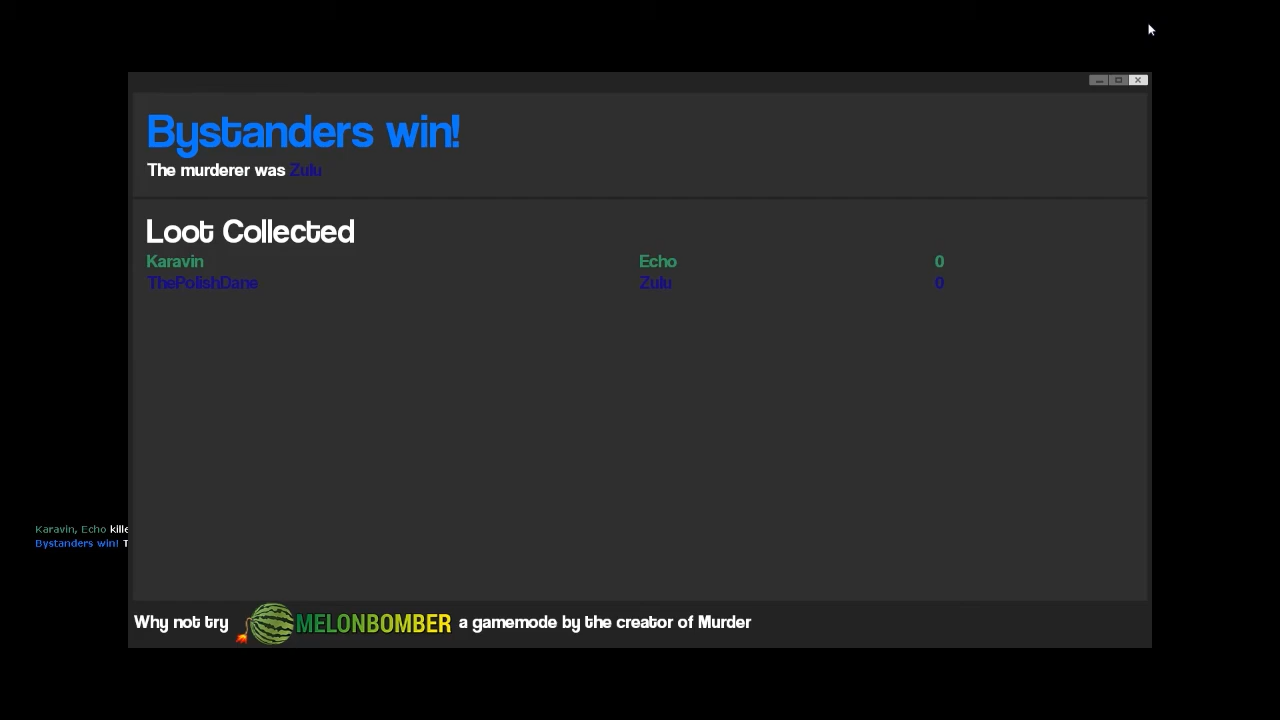 Bystanders win!
The murderer was Zulu
Loot Collected
Karavin Echo 0
ThePolishDane Zulu 0
Karavin, Echo kille
Bystanders win! T
Why not try MELONBOMBER a gamemode by the creator of Murder